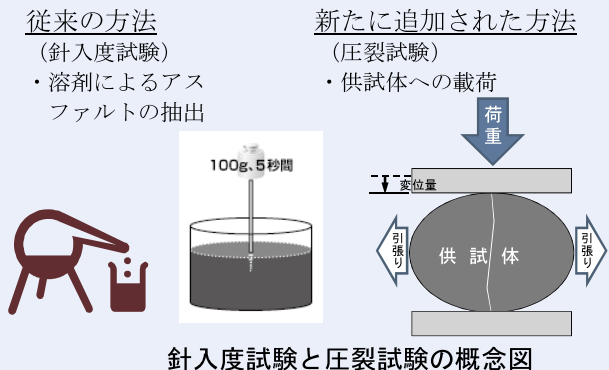 従来の方法
（針入度試験）
・溶剤によるアス
ファルトの抽出
100g、5秒間
新たに追加された方法
（圧裂試験）
・供試体への載荷
荷重
変位量
引張り
供試体
引張り
針入度試験と圧裂試験の概念図